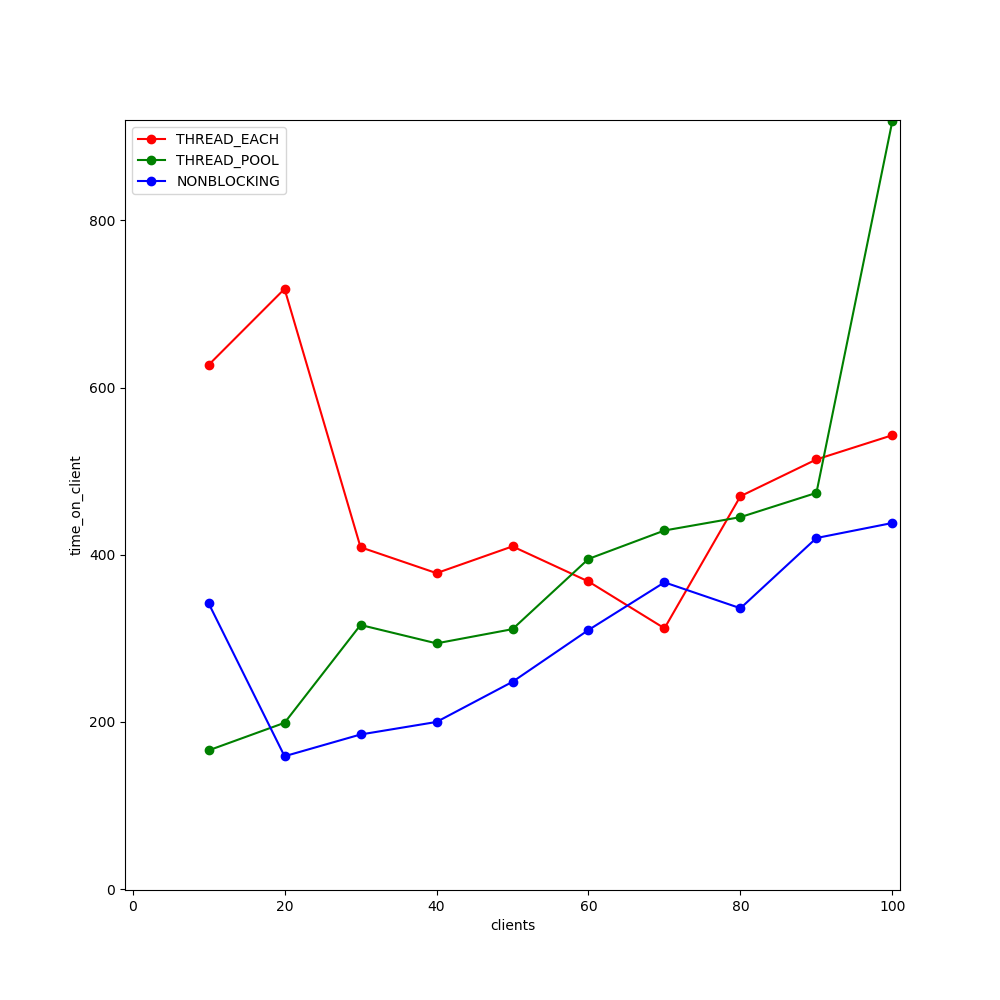 THREAD_EACH
THREAD_POOL
NONBLOCKING
800
600
400
200
0
time_on_client
0 20 40 60 80 100
clients